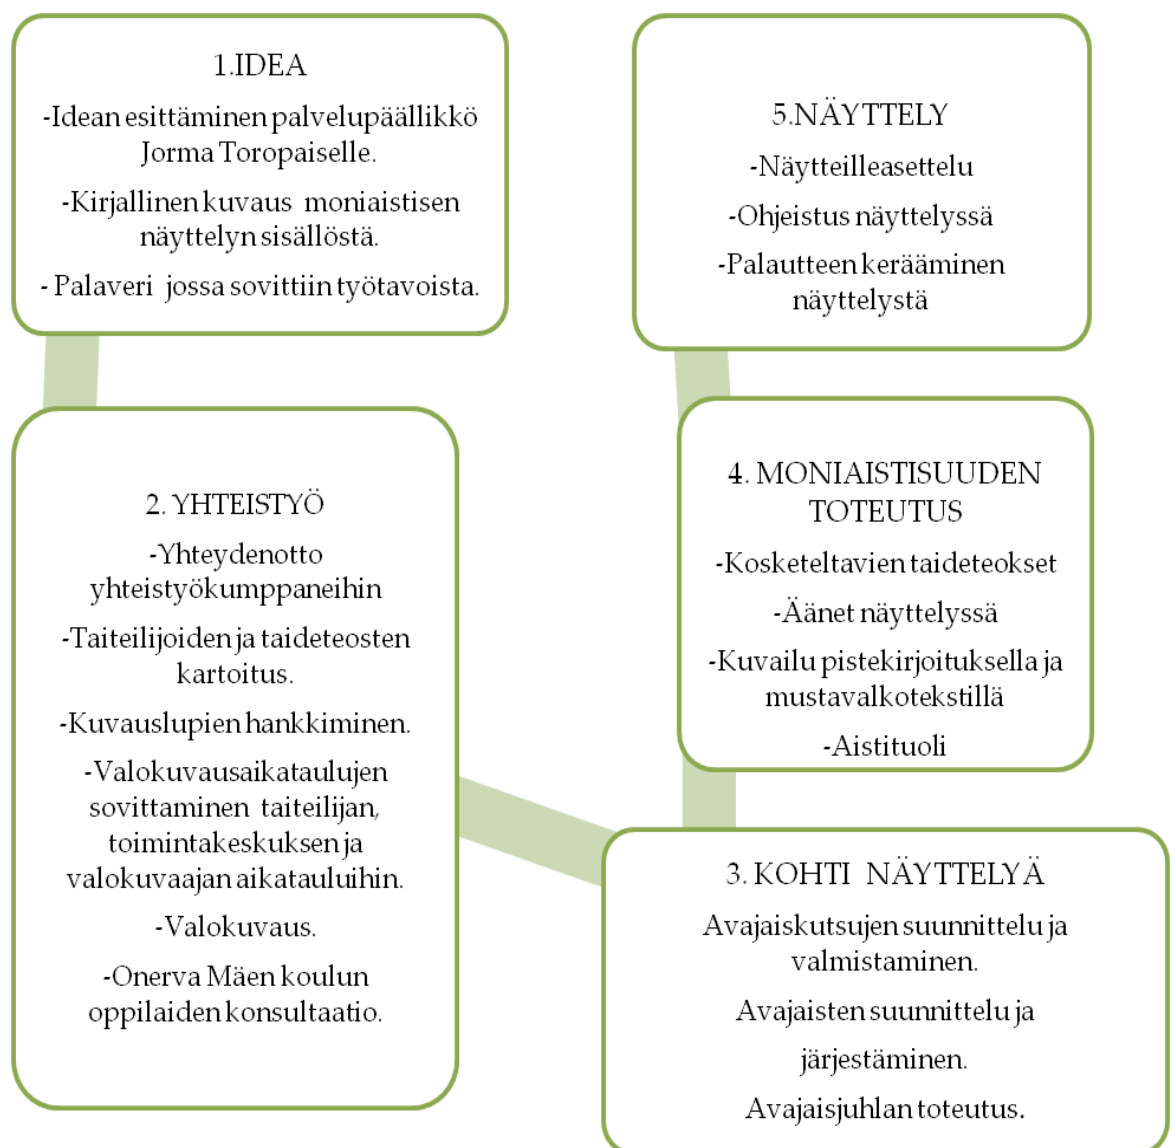 1.IDEA
-Idean esittäminen palvelupäällikkö
Jorma Toropaiselle.
-Kirjallinen kuvaus moniaistisen
näyttelyn sisällöstä.
- Palaveri jossa sovittiin työtavoista.
2. YHTEISTYÖ
-Yhteydenotto
yhteistyökumppaneihin
-Taiteilijoiden ja taideteosten
kartoitus.
-Kuvauslupien hankkiminen.
-Valokuvausaikataulujen
sovittaminen taiteilijan,
toimintakeskuksen ja
valokuvaajan aikatauluihin.
-Valokuvaus.
-Onerva Mäen koulun
oppilaiden konsultaatio.
3. KOHTI NÄYTTELYÄ
Avajaiskutsujen suunnittelu ja
valmistaminen.
Avajaisten suunnittelu ja
järjestäminen.
Avajaisjuhlan toteutus.
4. MONIAISTISUUDEN
TOTEUTUS
-Kosketeltavien taideteokset
-Äänet näyttelyssä
-Kuvailu pistekirjoituksella ja
mustavalkotekstillä
-Aistituoli
5.NÄYTTELY
-Näytteilleasettelu
-Ohjeistus näyttelyssä
-Palautteen kerääminen
näyttelystä